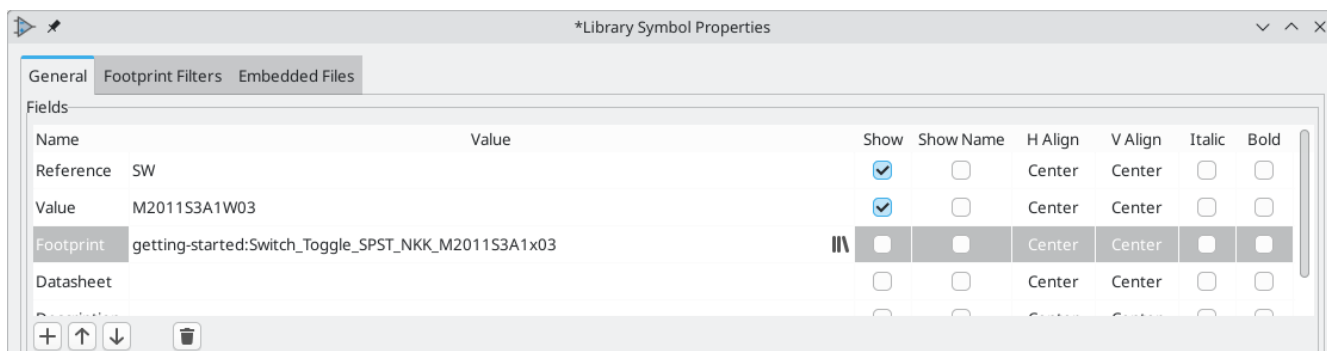 *Library Symbol Properties
General Footprint Filters Embedded Files
Fields
Name Value Show Show Name H Align V Align Italic Bold
Reference SW Center Center
Value M2011S3A1W03 Center Center
Footprint getting-started:Switch_Toggle_SPST_NKK_M2011S3A1x03 Center Center
Datasheet Center Center